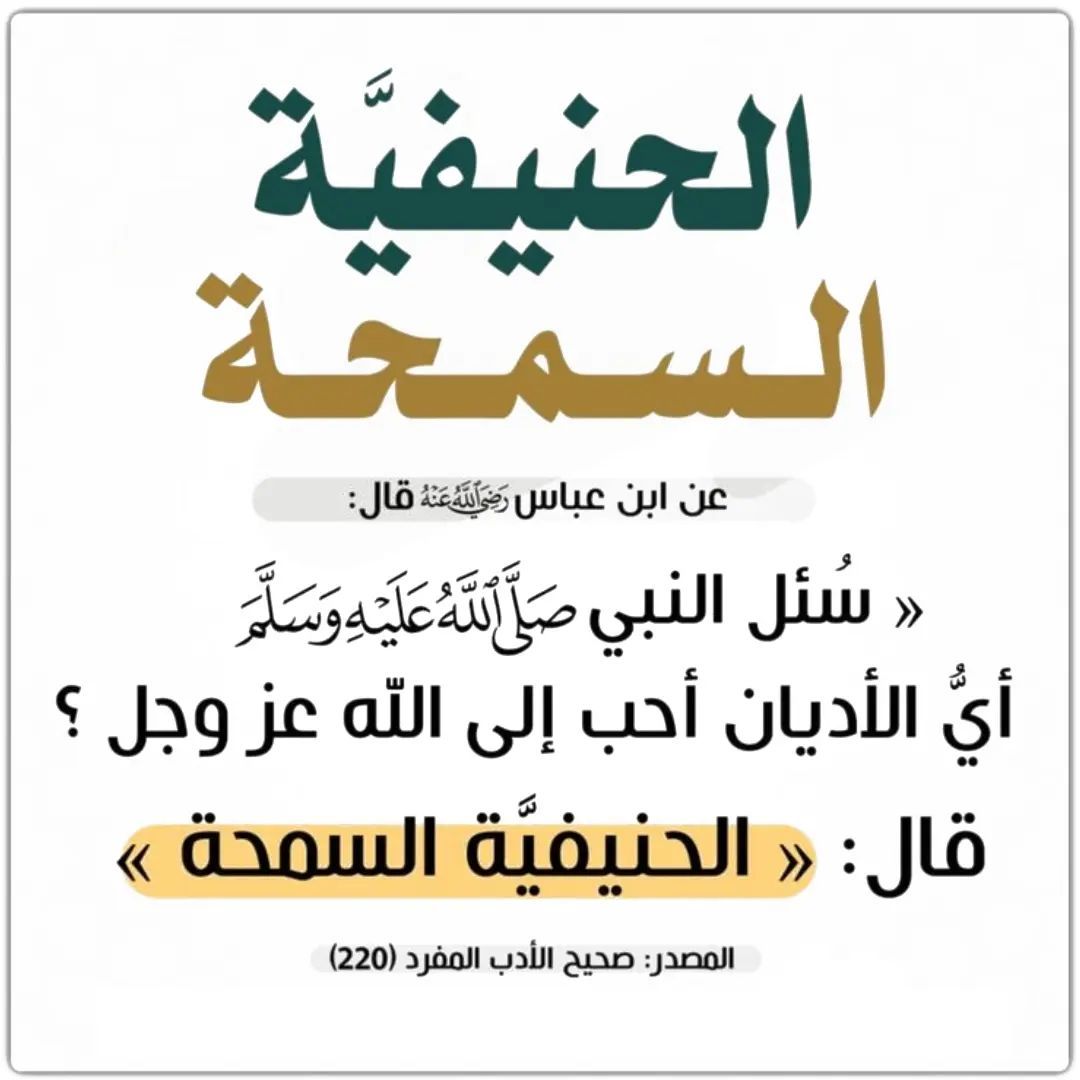 الحنيفيَّة
السمحة
عن ابن عباس رَضِيَ اللَّهُ عَنْهُ قال:
« سُئل النبي صَلَّى اللَّهُ عَلَيْهِ وَسَلَّمَ
أيُّ الأديان أحب إلى الله عز وجل ؟
قال: « الحنيفيَّة السمحة »
المصدر: صحيح الأدب المفرد (220)